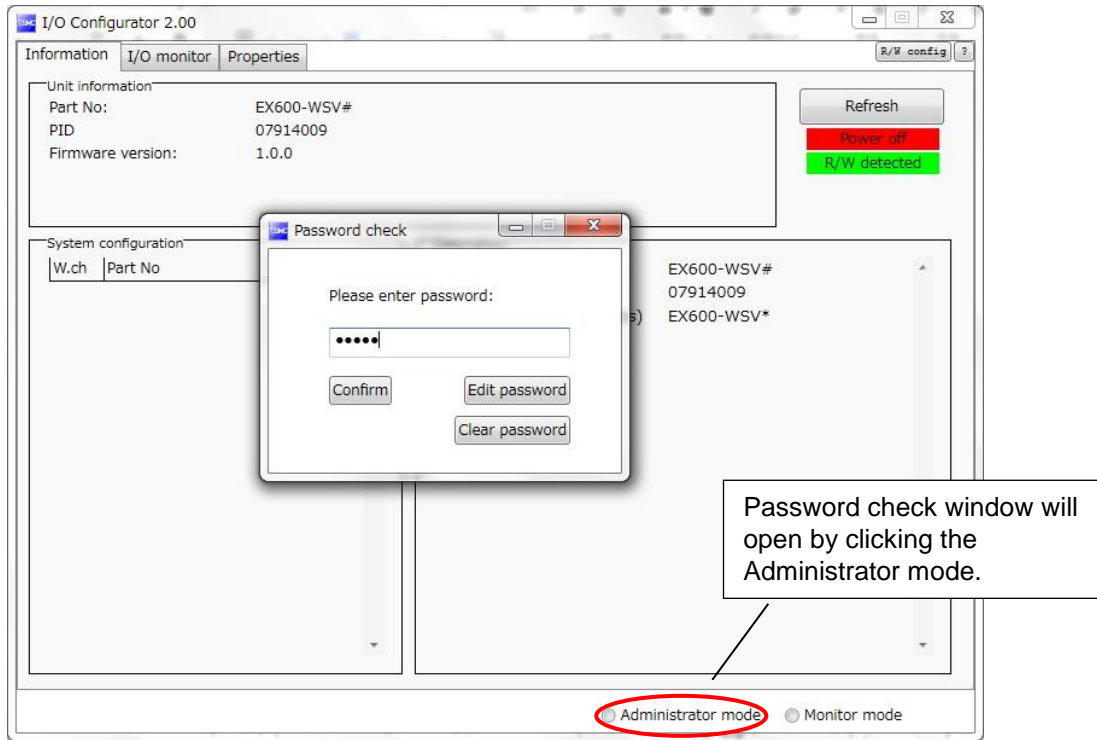 I/O Configurator 2.00
Information I/O monitor Properties R/W config ?
Unit information
Part No: EX600-WSV#
PID 07914009
Firmware version: 1.0.0
Refresh
Power off
R/W detected
System configuration
W.ch Part No
EX600-WSV#
07914009
s) EX600-WSV*
SMC Password check
Please enter password:
•••••
Confirm Edit password
Clear password
Password check window will
open by clicking the
Administrator mode.
Administrator mode Monitor mode